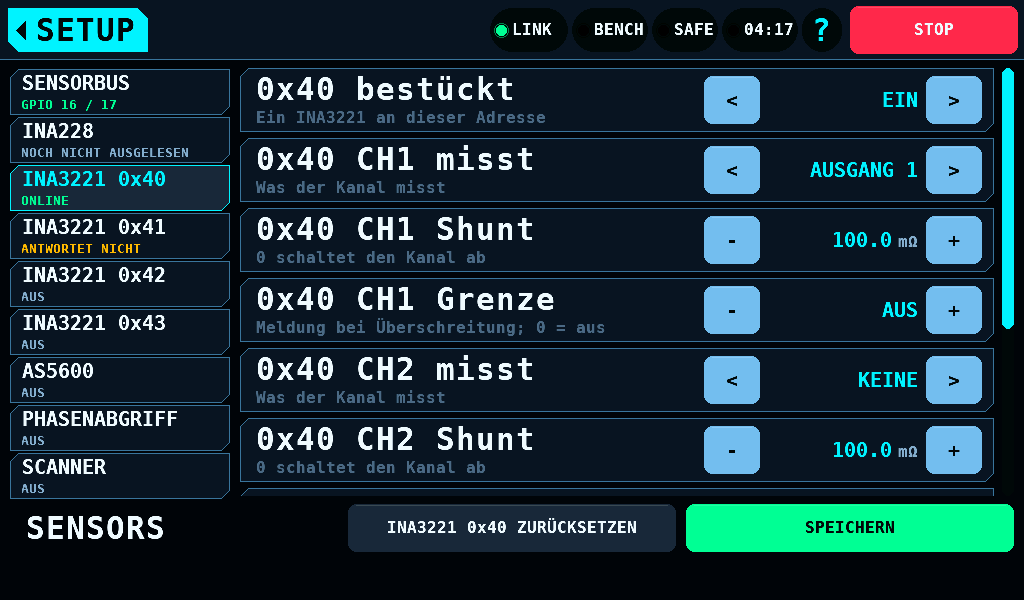 SETUP
LINK
BENCH
SAFE
04:17
?
STOP
SENSORBUS
GPIO 16 / 17
INA228
NOCH NICHT AUSGELESEN
INA3221 0x40
ONLINE
INA3221 0x41
ANTWORTET NICHT
INA3221 0x42
AUS
INA3221 0x43
AUS
AS5600
AUS
PHASENABGRIFF
AUS
SCANNER
AUS
0x40 bestückt
Ein INA3221 an dieser Adresse
<
EIN
>
0x40 CH1 misst
Was der Kanal misst
<
AUSGANG 1
>
0x40 CH1 Shunt
0 schaltet den Kanal ab
-
100.0 mΩ
+
0x40 CH1 Grenze
Meldung bei Überschreitung; 0 = aus
-
AUS
+
0x40 CH2 misst
Was der Kanal misst
<
KEINE
>
0x40 CH2 Shunt
0 schaltet den Kanal ab
-
100.0 mΩ
+
SENSORS
INA3221 0x40 ZURÜCKSETZEN
SPEICHERN